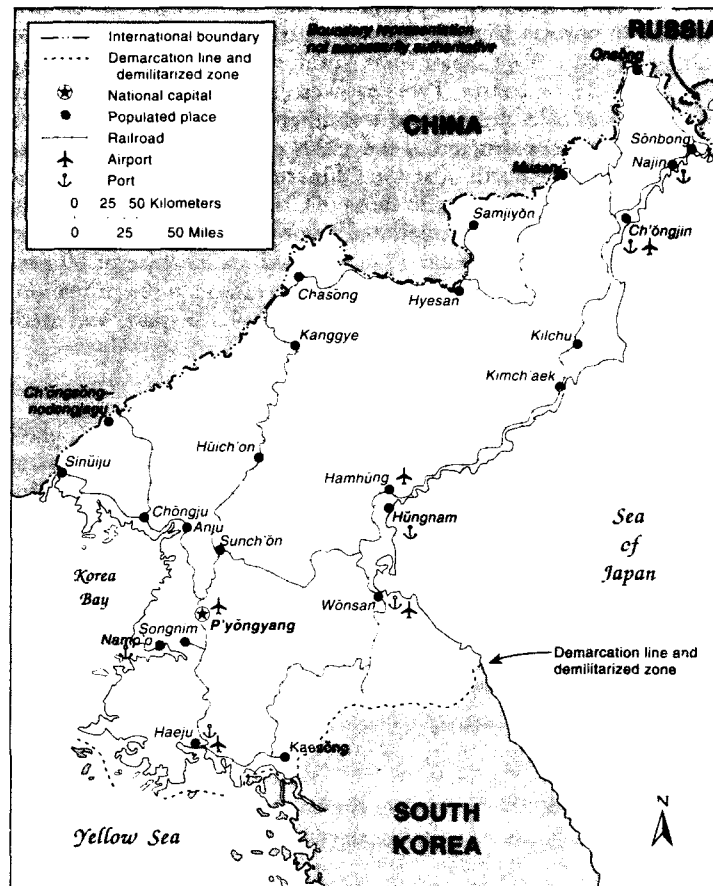 International boundary
Demarcation line and
demilitarized zone
National capital
Populated place
Railroad
Airport
Port
0 25 50 Kilometers
0 25 50 Miles
Boundary representation
not necessarily authoritative
RUSSIA
Onsŏng
CHINA
Sŏnbong
Najin
Musan
Samjiyŏn
Ch'ŏngjin
Chasŏng
Hyesan
Kanggye
Kilchu
Kimch'aek
Ch'ŏngsŏng-
nodongjagu
Hŭich'ŏn
Sinŭiju
Hamhŭng
Chŏngju
Hŭngnam
Anju
Sea
of
Japan
Sunch'ŏn
Korea
Bay
Wŏnsan
P'yŏngyang
Songnim
Namp'o
Demarcation line and
demilitarized zone
Haeju
Kaesŏng
SOUTH
KOREA
Yellow Sea
N